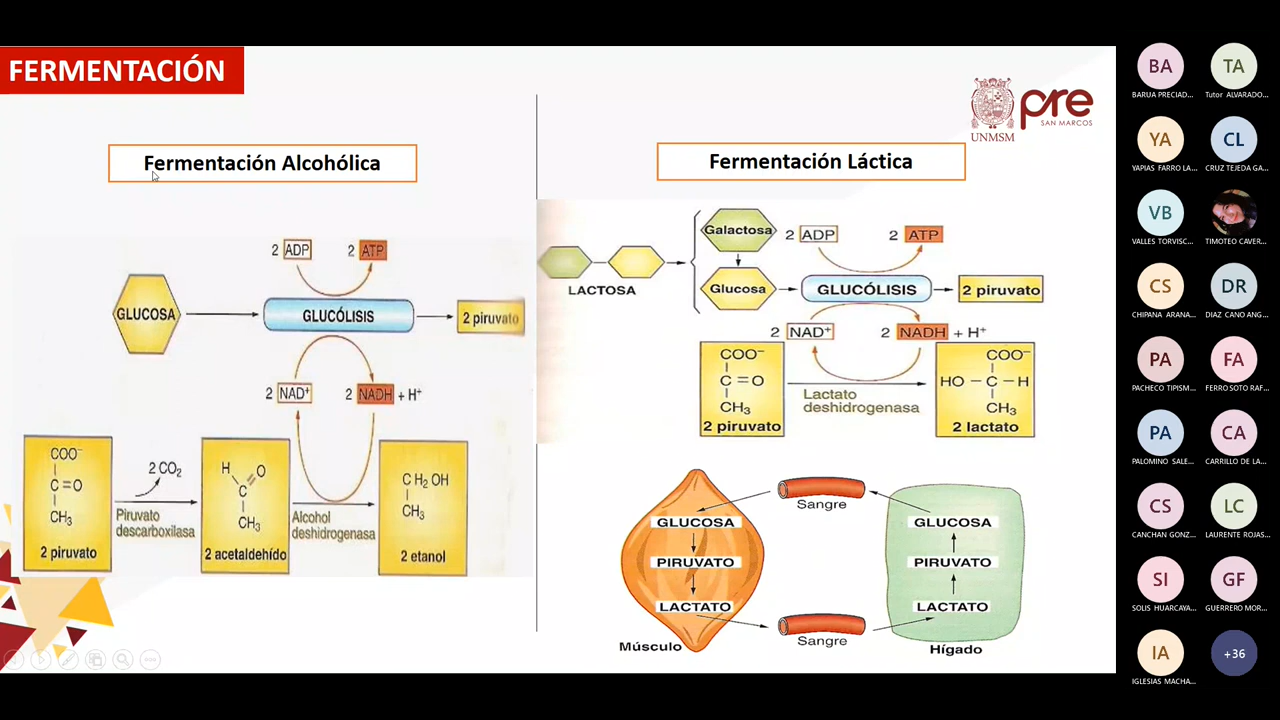 FERMENTACIÓN
UNMSM
pre
SAN MARCOS
Fermentación Alcohólica
2 ADP
2 ATP
GLUCOSA
GLUCÓLISIS
2 piruvato
2 NAD⁺
2 NADH + H⁺
COO⁻
C = O
CH₃
2 piruvato
2 CO₂
Piruvato
descarboxilasa
H
O
C
CH₃
2 acetaldehído
Alcohol
deshidrogenasa
CH₂OH
CH₃
2 etanol
Fermentación Láctica
LACTOSA
Galactosa
Glucosa
2 ADP
2 ATP
GLUCÓLISIS
2 piruvato
2 NAD⁺
2 NADH + H⁺
COO⁻
C = O
CH₃
2 piruvato
Lactato
deshidrogenasa
COO⁻
HO – C – H
CH₃
2 lactato
GLUCOSA
PIRUVATO
LACTATO
Músculo
Sangre
Sangre
GLUCOSA
PIRUVATO
LACTATO
Hígado
BA
BARUA PRECIAD...
TA
Tutor ALVARADO...
YA
YAPIAS FARRO LA...
CL
CRUZ TEJEDA GA...
VB
VALLES TORVISC...
TIMOTEO CAVER...
CS
CHIPANA ARANA...
DR
DIAZ CANO ANG...
PA
PACHECO TIPISM...
FA
FERRO SOTO RAF...
PA
PALOMINO SALE...
CA
CARRILLO DE LA...
CS
CANCHAN GONZ...
LC
LAURENTE ROJAS...
SI
SOLIS HUARCAYA...
GF
GUERRERO MOR...
IA
IGLESIAS MACHA...
+36